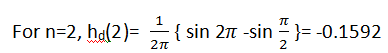 For n=2, hd(2)= 1/2π { sin 2π -sin π/2 }= -0.1592